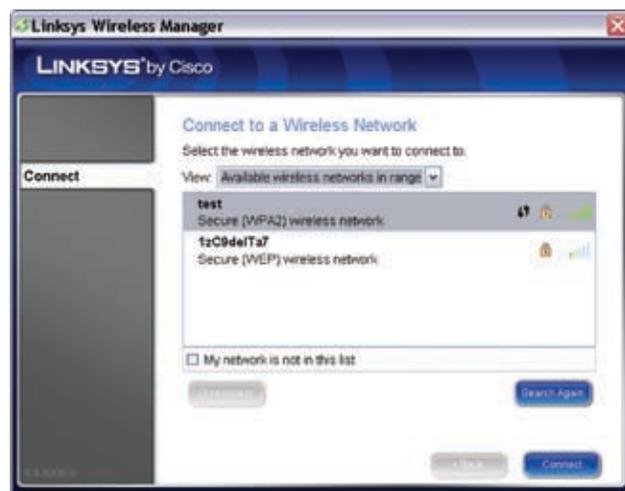 Linksys Wireless Manager
LINKSYS® by Cisco
Connect to a Wireless Network
Select the wireless network you want to connect to.
Connect
View: Available wireless networks in range
test
Secure (WPA2) wireless network
1zC9delTa7
Secure (WEP) wireless network
My network is not in this list
Search Again
Connect